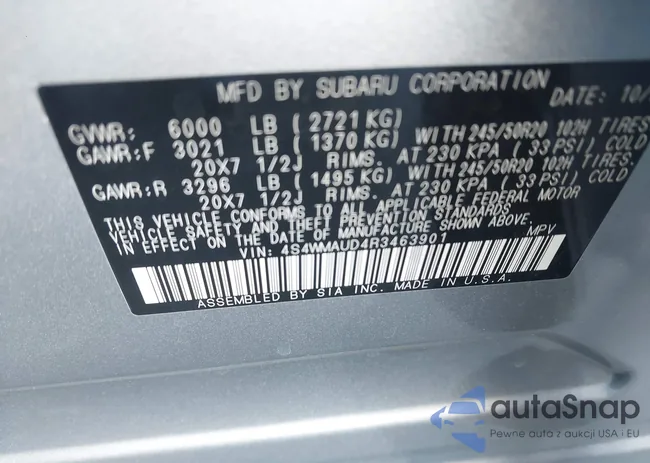 MFD BY SUBARU CORPORATION
DATE: 10/
GVWR: 6000 LB ( 2721 KG)
GAWR:F 3021 LB ( 1370 KG) WITH 245/50R20 102H TIRES
20X7 1/2J RIMS. AT 230 KPA ( 33 PSI) COLD
GAWR:R 3296 LB ( 1495 KG) WITH 245/50R20 102H TIRES
20X7 1/2J RIMS. AT 230 KPA ( 33 PSI) COLD
THIS VEHICLE CONFORMS TO ALL APPLICABLE FEDERAL MOTOR
VEHICLE SAFETY AND THEFT PREVENTION STANDARDS
IN EFFECT ON THE DATE OF MANUFACTURE SHOWN ABOVE.
VIN: 4S4WMAUD4R3463901 MPV
ASSEMBLED BY SIA INC. MADE IN U.S.A.
autaSnap
Pewne auto z aukcji USA i EU